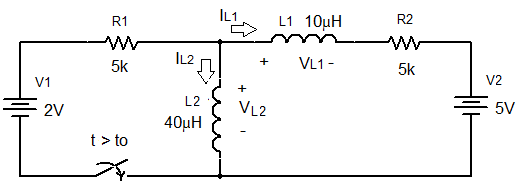 IL1
R1
L1 10µH
R2
5k
IL2
+ VL1 -
5k
V1
2V
L2
40µH
+
VL2
-
V2
5V
t > to